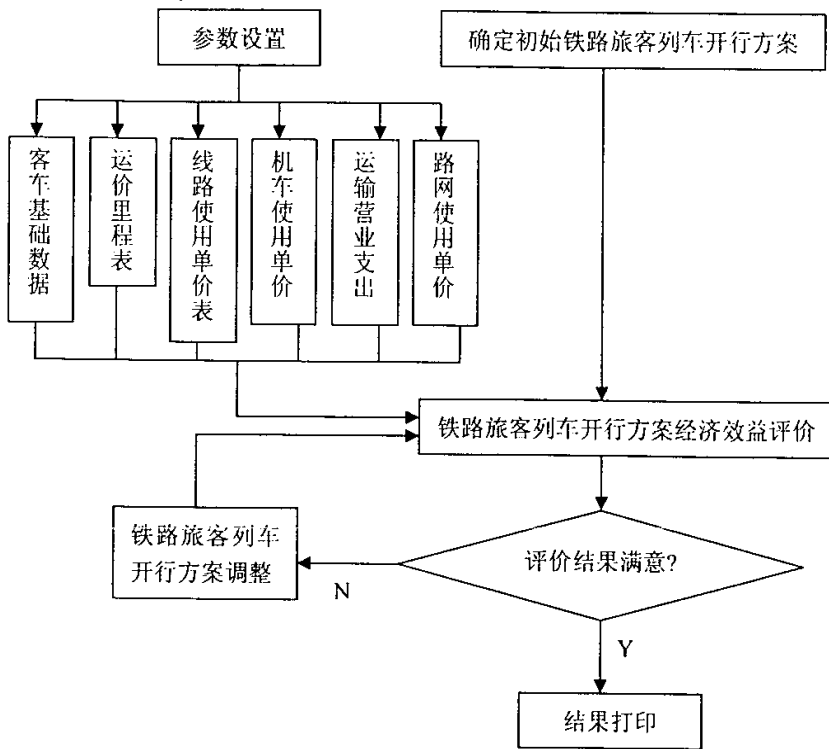 参数设置
确定初始铁路旅客列车开行方案
客车基础数据
运价里程表
线路使用单价表
机车使用单价
运输营业支出
路网使用单价
铁路旅客列车开行方案经济效益评价
铁路旅客列车
开行方案调整
评价结果满意?
N
Y
结果打印